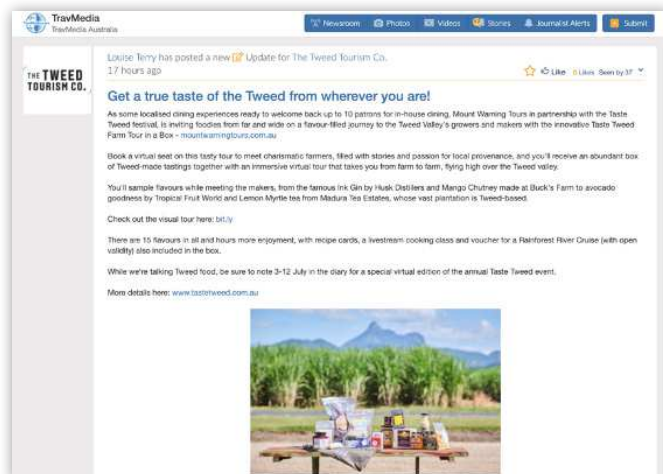 TravMedia
TravMedia Australia
Newsroom
Photos
Videos
Stories
Journalist Alerts
Submit
THE TWEED
TOURISM CO.
Louise Terry has posted a new Update for The Tweed Tourism Co.
17 hours ago
Like 0 Likes Seen by 37
Get a true taste of the Tweed from wherever you are!
As some localised dining experiences ready to welcome back up to 10 patrons for in-house dining, Mount Warning Tours in partnership with the Taste
Tweed festival, is inviting foodies from far and wide on a flavour-filled journey to the Tweed Valley's growers and makers with the innovative Taste Tweed
Farm Tour in a Box - mountwarningtours.com.au
Book a virtual seat on this tasty tour to meet charismatic farmers, filled with stories and passion for local provenance, and you'll receive an abundant box
of Tweed-made tastings together with an immersive virtual tour that takes you from farm to farm, flying high over the Tweed valley.
You'll sample flavours while meeting the makers, from the famous Ink Gin by Husk Distillers and Mango Chutney made at Buck's Farm to avocado
goodness by Tropical Fruit World and Lemon Myrtle tea from Madura Tea Estates, whose vast plantation is Tweed-based.
Check out the visual tour here: bit.ly
There are 15 flavours in all and hours more enjoyment, with recipe cards, a livestream cooking class and voucher for a Rainforest River Cruise (with open
validity) also included in the box.
While we're talking Tweed food, be sure to note 3-12 July in the diary for a special virtual edition of the annual Taste Tweed event.
More details here: www.tastetweed.com.au